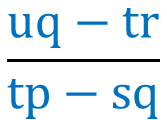 uq − tr
tp − sq